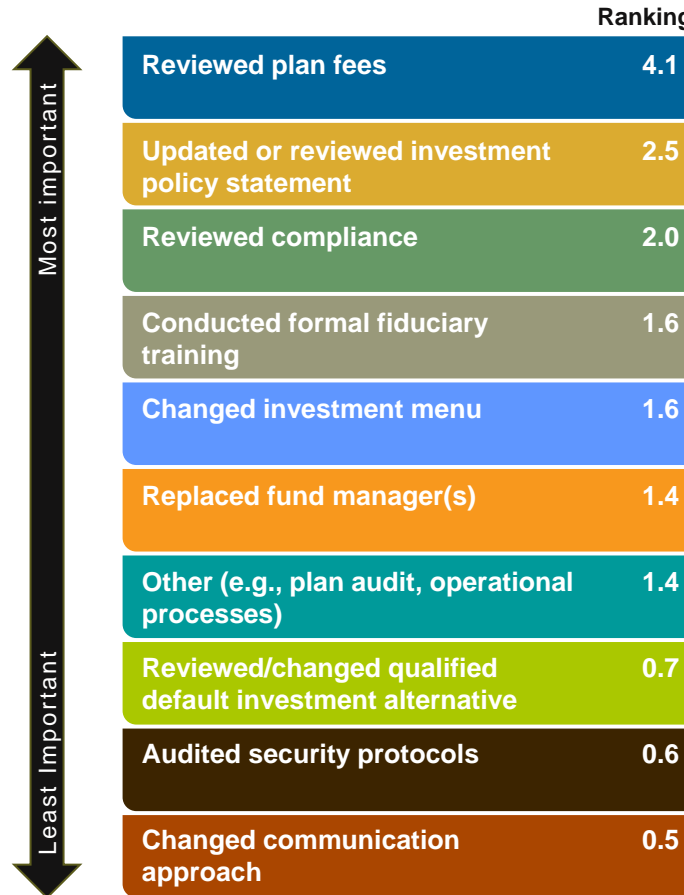 Ranking
Most important
Reviewed plan fees 4.1
Updated or reviewed investment 2.5
policy statement
Reviewed compliance 2.0
Conducted formal fiduciary 1.6
training
Changed investment menu 1.6
Replaced fund manager(s) 1.4
Other (e.g., plan audit, operational 1.4
processes)
Reviewed/changed qualified 0.7
default investment alternative
Audited security protocols 0.6
Changed communication 0.5
approach
Least Important